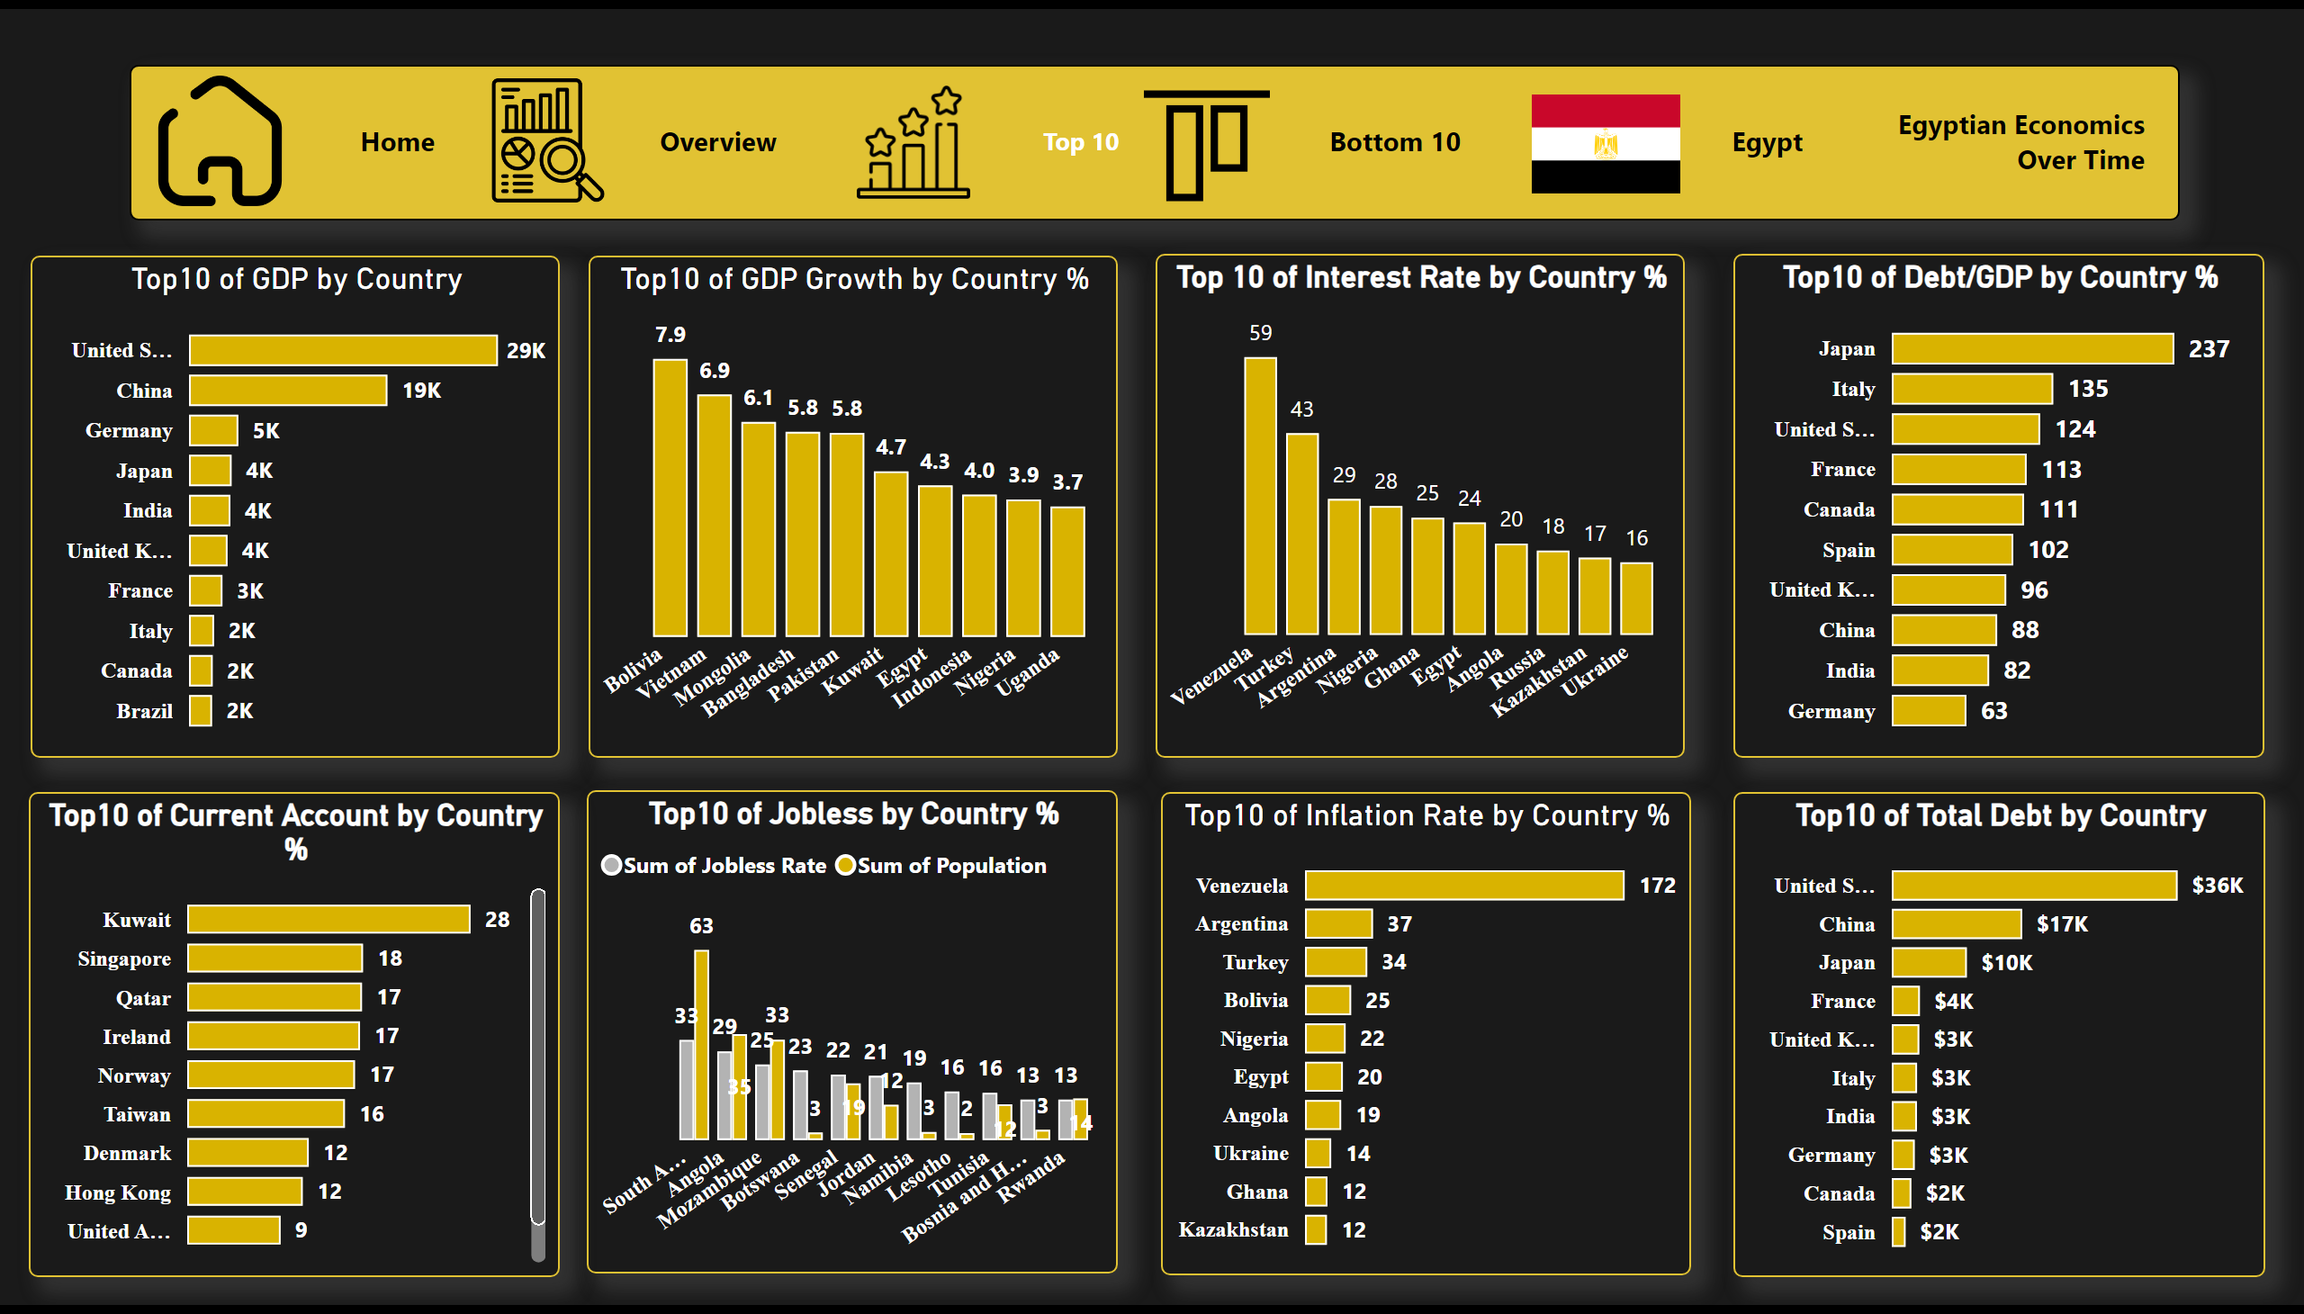 Home
Overview
Top 10
Bottom 10
Egypt
Egyptian Economics
Over Time
Top10 of GDP by Country
United S... 29K
China 19K
Germany 5K
Japan 4K
India 4K
United K... 4K
France 3K
Italy 2K
Canada 2K
Brazil 2K
Top10 of GDP Growth by Country %
7.9 6.9 6.1 5.8 5.8 4.7 4.3 4.0 3.9 3.7
Bolivia Vietnam Mongolia Bangladesh Pakistan Kuwait Egypt Indonesia Nigeria Uganda
Top 10 of Interest Rate by Country %
59 43 29 28 25 24 20 18 17 16
Venezuela Turkey Argentina Nigeria Ghana Egypt Angola Russia Kazakhstan Ukraine
Top10 of Debt/GDP by Country %
Japan 237
Italy 135
United S... 124
France 113
Canada 111
Spain 102
United K... 96
China 88
India 82
Germany 63
Top10 of Current Account by Country
%
Kuwait 28
Singapore 18
Qatar 17
Ireland 17
Norway 17
Taiwan 16
Denmark 12
Hong Kong 12
United A... 9
Top10 of Jobless by Country %
Sum of Jobless Rate Sum of Population
33 63 29 35 25 33 23 3 22 19 21 12 19 3 16 2 16 12 13 3 13 14
South A... Angola Mozambique Botswana Senegal Jordan Namibia Lesotho Tunisia Bosnia and H... Rwanda
Top10 of Inflation Rate by Country %
Venezuela 172
Argentina 37
Turkey 34
Bolivia 25
Nigeria 22
Egypt 20
Angola 19
Ukraine 14
Ghana 12
Kazakhstan 12
Top10 of Total Debt by Country
United S... $36K
China $17K
Japan $10K
France $4K
United K... $3K
Italy $3K
India $3K
Germany $3K
Canada $2K
Spain $2K